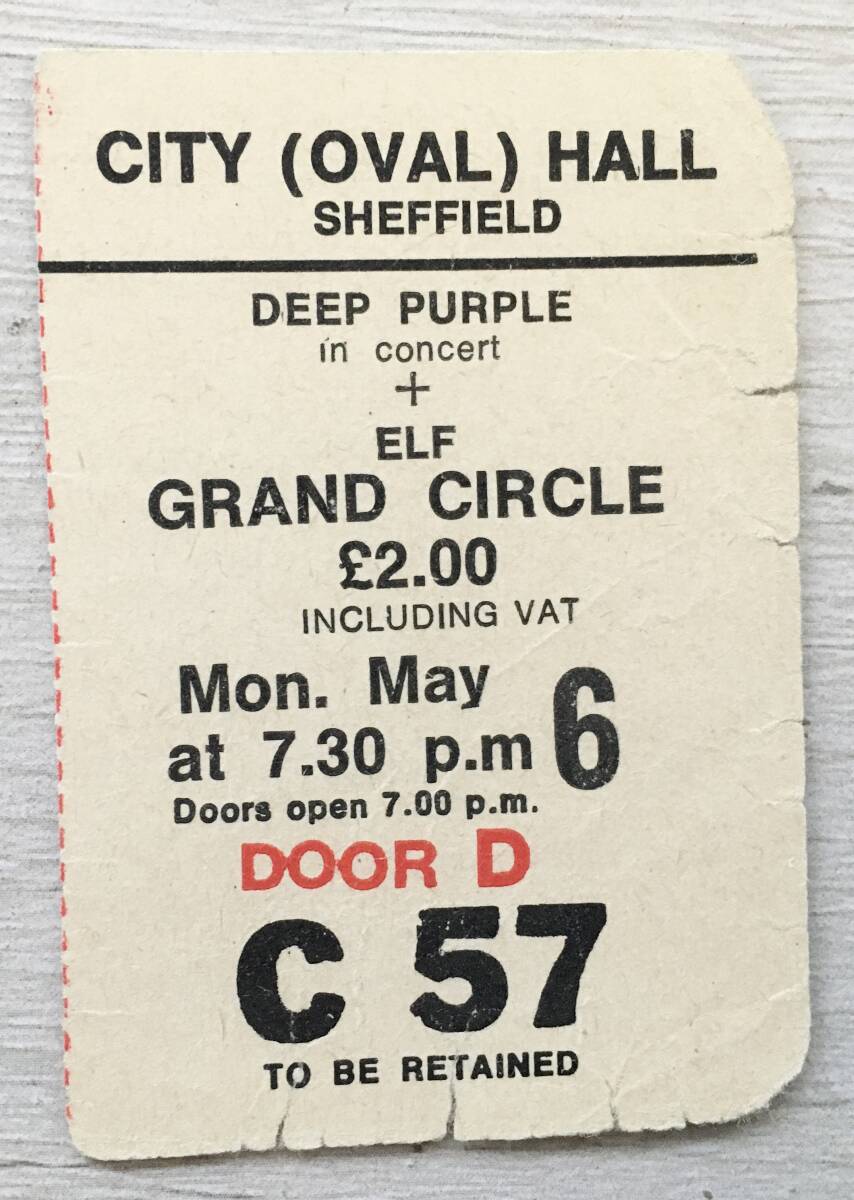 CITY (OVAL) HALL
SHEFFIELD
DEEP PURPLE
in concert
+
ELF
GRAND CIRCLE
£2.00
INCLUDING VAT
Mon. May 6
at 7.30 p.m
Doors open 7.00 p.m.
DOOR D
C 57
TO BE RETAINED